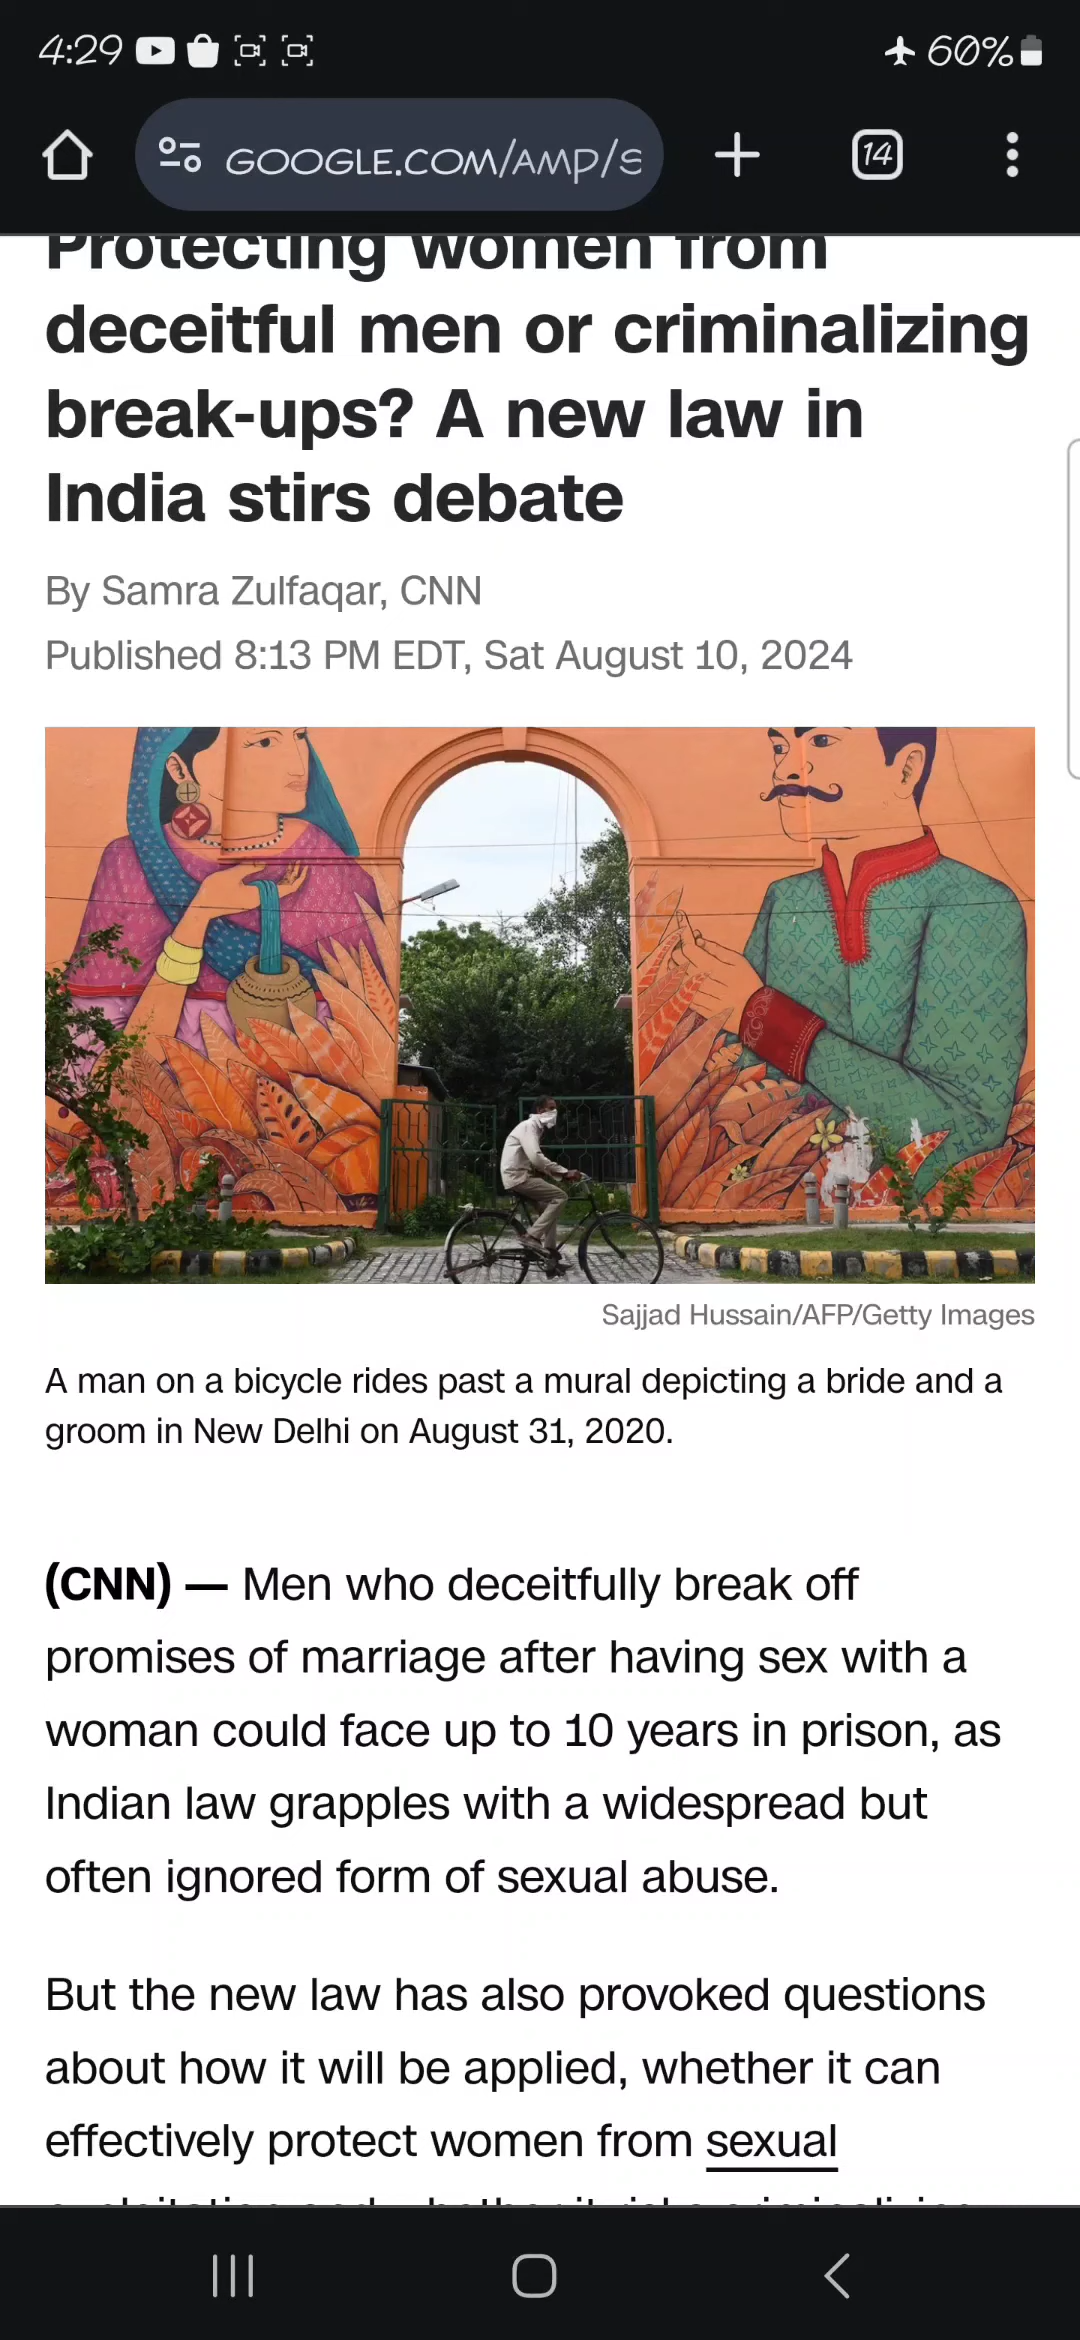 4:29
60%
GOOGLE.COM/AMP/S
14
Protecting women from
deceitful men or criminalizing
break-ups? A new law in
India stirs debate
By Samra Zulfaqar, CNN
Published 8:13 PM EDT, Sat August 10, 2024
Sajjad Hussain/AFP/Getty Images
A man on a bicycle rides past a mural depicting a bride and a
groom in New Delhi on August 31, 2020.
(CNN) — Men who deceitfully break off
promises of marriage after having sex with a
woman could face up to 10 years in prison, as
Indian law grapples with a widespread but
often ignored form of sexual abuse.
But the new law has also provoked questions
about how it will be applied, whether it can
effectively protect women from sexual